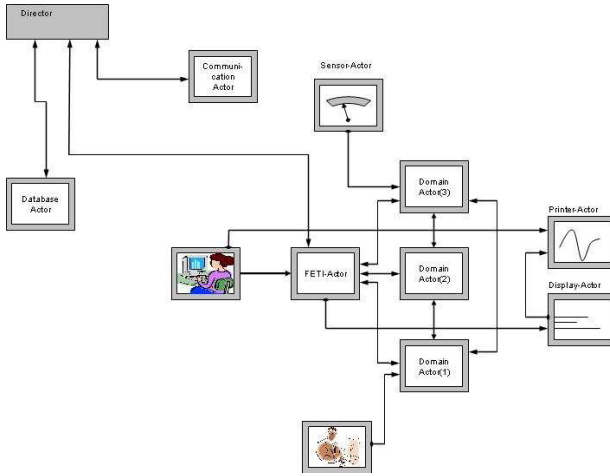 Director
Communi-
cation
Actor
Sensor-Actor
Database
Actor
Domain
Actor(3)
Printer-Actor
FETI-Actor
Domain
Actor(2)
Display-Actor
Domain
Actor(1)